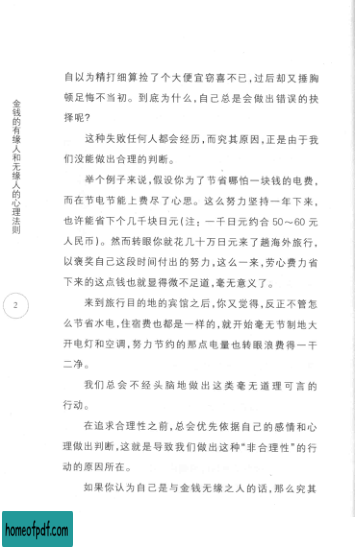 自以为精打细算捡了个大便宜窃喜不已,过后却又捶胸
顿足悔不当初。到底为什么,自己总是会做出错误的抉
择呢?
这种失败任何人都会经历,而究其原因,正是由于我
们没能做出合理的判断。
举个例子来说,假设你为了节省哪怕一块钱的电费,
而在节电节能上费尽了心思。这么努力坚持一年下来,
也许能省下个几千块日元(注:一千日元约合50~60元
人民币)。然而转眼你就花几十万日元来了趟海外旅行,
以褒奖自己这段时间付出的努力,这么一来,劳心费力省
下来的这点钱也就显得微不足道,毫无意义了。
来到旅行目的地的宾馆之后,你又觉得,反正不管怎
么节省水电,住宿费也都是一样的,就开始毫无节制地大
开电灯和空调,努力节约的那点电量也转眼浪费得一干
二净。
我们总会不经头脑地做出这类毫无道理可言的
行动。
在追求合理性之前,总会优先依据自己的感情和心
理做出判断,这就是导致我们做出这种“非合理性”的行
动的原因所在。
如果你认为自己是与金钱无缘之人的话,那么究其
金钱的有缘人和无缘人的心理法则
2
homeofpdf.com